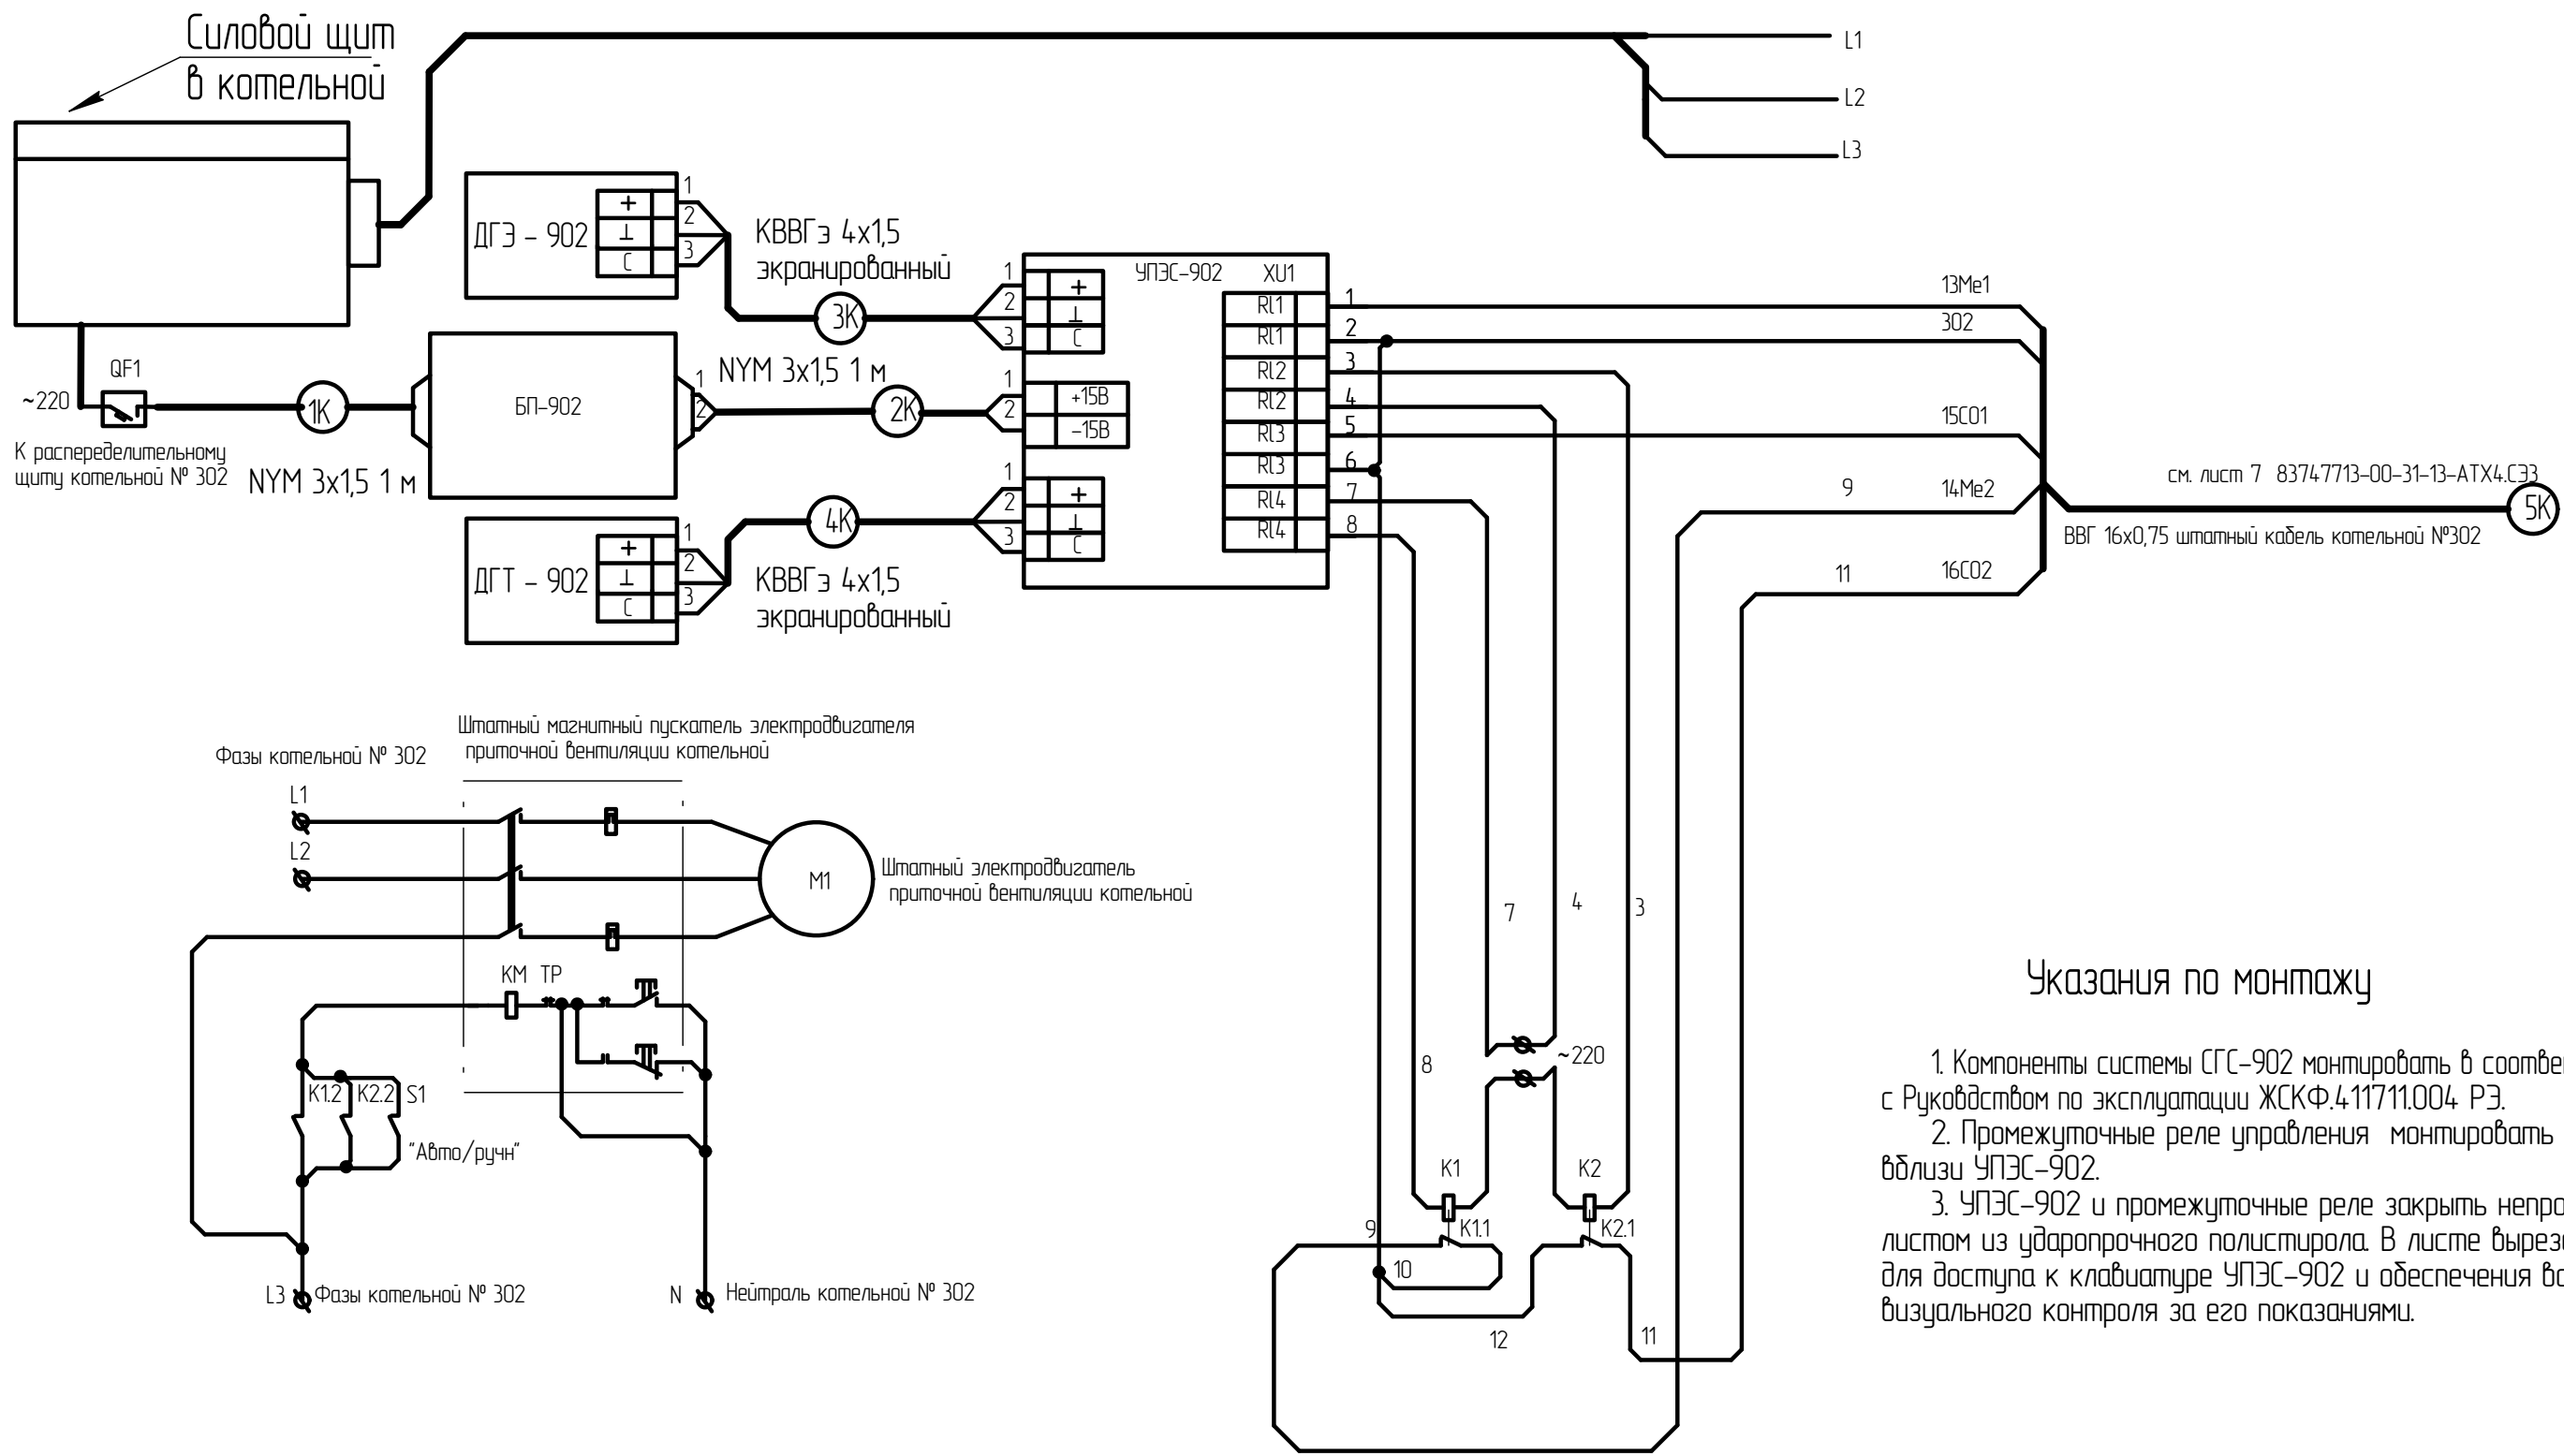 Силовой щит
в котельной
L1
L2
L3
ДГЭ – 902
+
⊥
С
1
2
3
КВВГэ 4х1,5
экранированный
3К
1
2
3
+
⊥
С
УПЭС-902
XU1
Rl1
Rl1
Rl2
Rl2
Rl3
Rl3
Rl4
Rl4
1
2
3
4
5
6
7
8
13Ме1
302
15СО1
9
14Ме2
11
16СО2
см. лист 7 83747713-00-31-13-АТХ4.СЭ3
5К
ВВГ 16х0,75 штатный кабель котельной №302
QF1
~220
1К
К распеределительному
щиту котельной № 302
NYM 3х1,5 1 м
БП-902
1
2
NYM 3х1,5 1 м
2К
1
2
+15В
-15В
ДГТ – 902
+
⊥
С
1
2
3
4К
КВВГэ 4х1,5
экранированный
1
2
3
+
⊥
С
Штатный магнитный пускатель электродвигателя
приточной вентиляции котельной
Фазы котельной № 302
L1
L2
М1
Штатный электродвигатель
приточной вентиляции котельной
КМ ТР
К1.2
К2.2
S1
"Авто/ручн"
L3
Фазы котельной № 302
N
Нейтраль котельной № 302
7
4
3
8
~220
К1
К2
К1.1
К2.1
9
10
12
11
Указания по монтажу
1. Компоненты системы СГС-902 монтировать в
с Руковдством по эксплуатации ЖСКФ.411711.004 РЭ.
2. Промежуточные реле управления монтировать
вблизи УПЭС-902.
3. УПЭС-902 и промежуточные реле закрыть
листом из ударопрочного полистирола. В листе
для доступа к клавиатуре УПЭС-902 и обеспечения
визуального контроля за его показаниями.